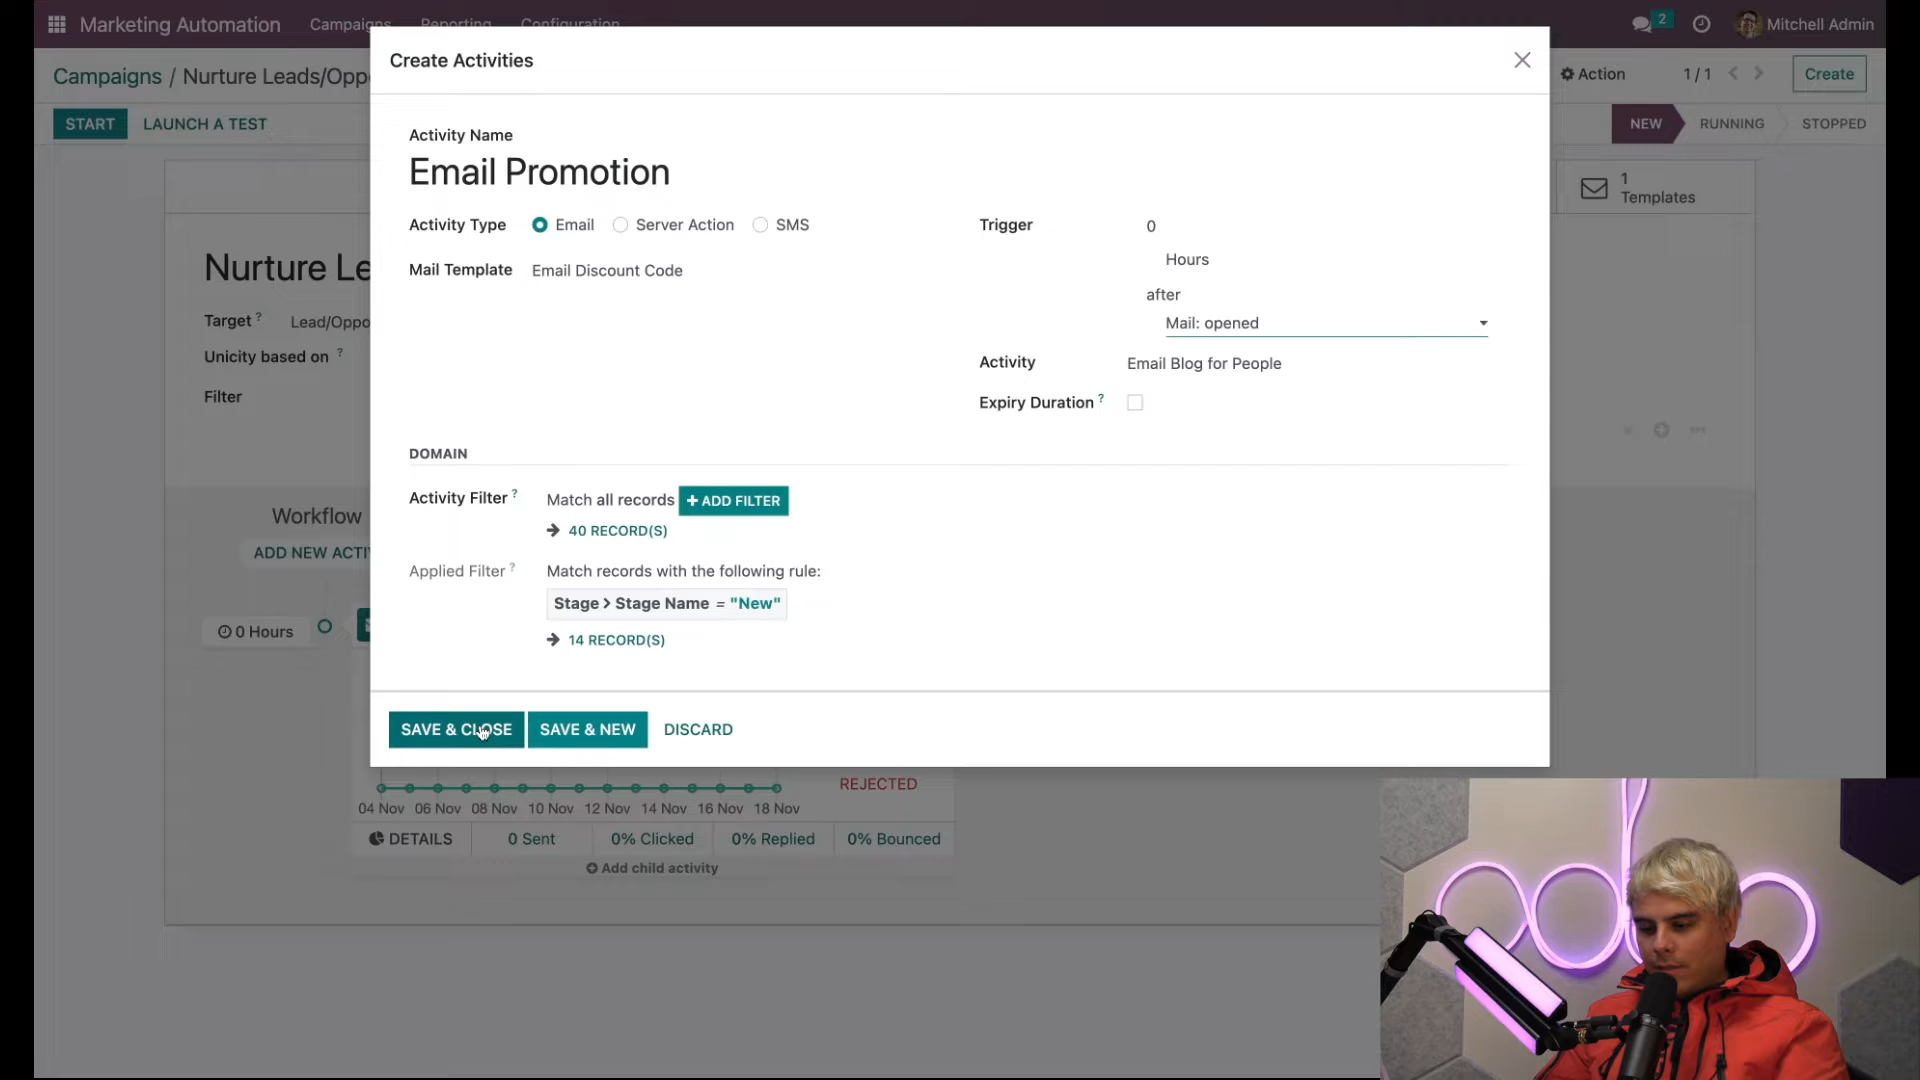 Marketing Automation Campaigns Reporting Configuration
2
Mitchell Admin
Campaigns / Nurture Leads/Oppo
Action
1 / 1
Create
START
LAUNCH A TEST
NEW
RUNNING
STOPPED
1
Templates
Nurture Le
Target ? Lead/Oppo
Unicity based on ?
Filter
Workflow
ADD NEW ACTI
0 Hours
Create Activities
Activity Name
Email Promotion
Activity Type Email Server Action SMS
Mail Template Email Discount Code
Trigger 0
Hours
after
Mail: opened
Activity Email Blog for People
Expiry Duration ?
DOMAIN
Activity Filter ? Match all records + ADD FILTER
40 RECORD(S)
Applied Filter ? Match records with the following rule:
Stage > Stage Name = "New"
14 RECORD(S)
SAVE & CLOSE SAVE & NEW DISCARD
REJECTED
04 Nov 06 Nov 08 Nov 10 Nov 12 Nov 14 Nov 16 Nov 18 Nov
DETAILS 0 Sent 0% Clicked 0% Replied 0% Bounced
Add child activity
odo